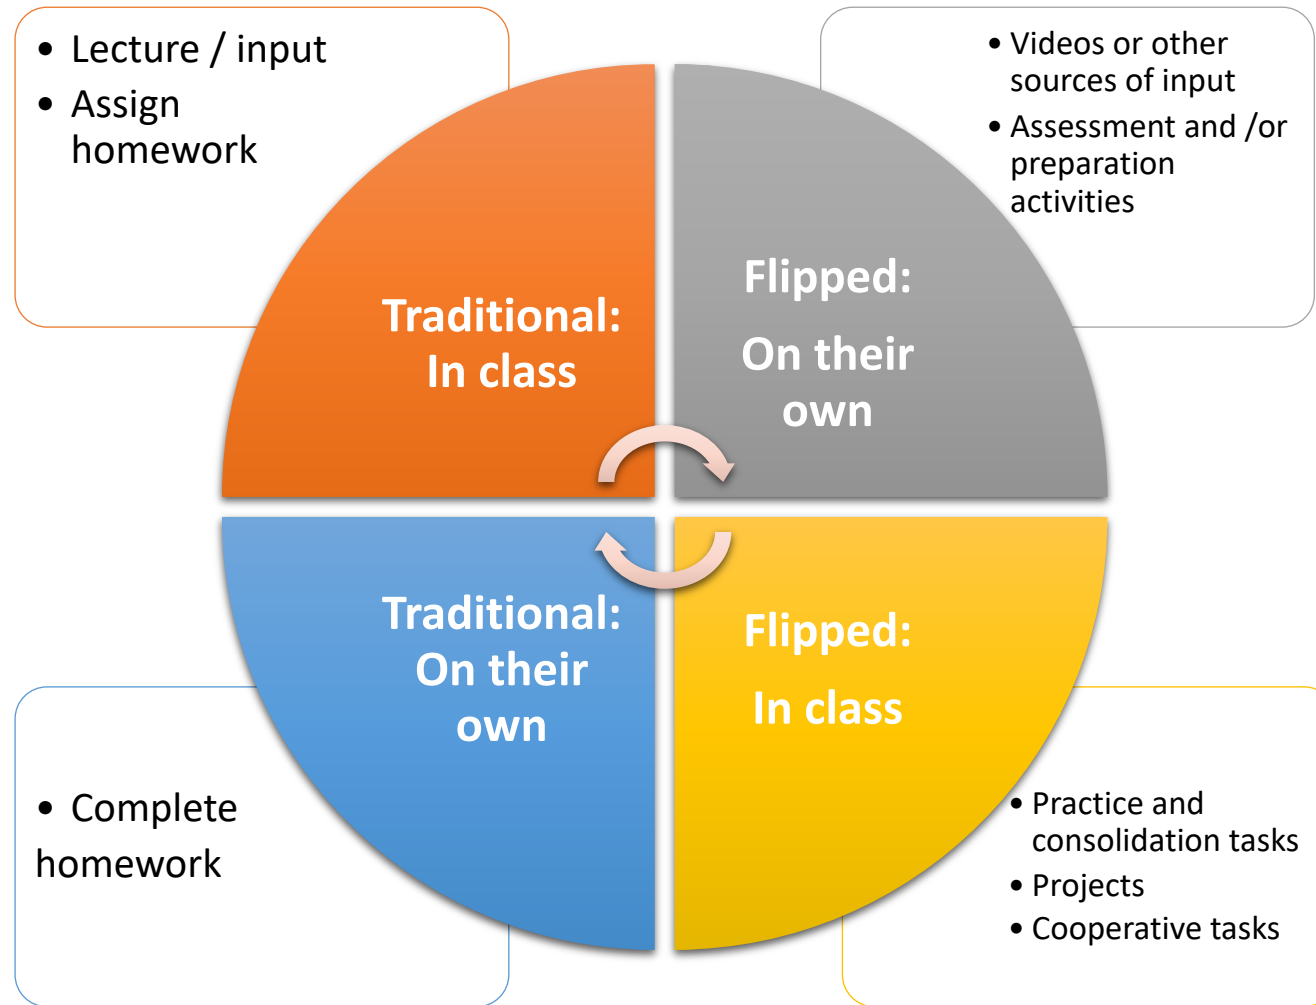 • Lecture / input
• Assign
homework
• Videos or other
sources of input
• Assessment and /or
preparation
activities
Traditional:
In class
Flipped:
On their
own
Traditional:
On their
own
Flipped:
In class
• Complete
homework
• Practice and
consolidation tasks
• Projects
• Cooperative tasks